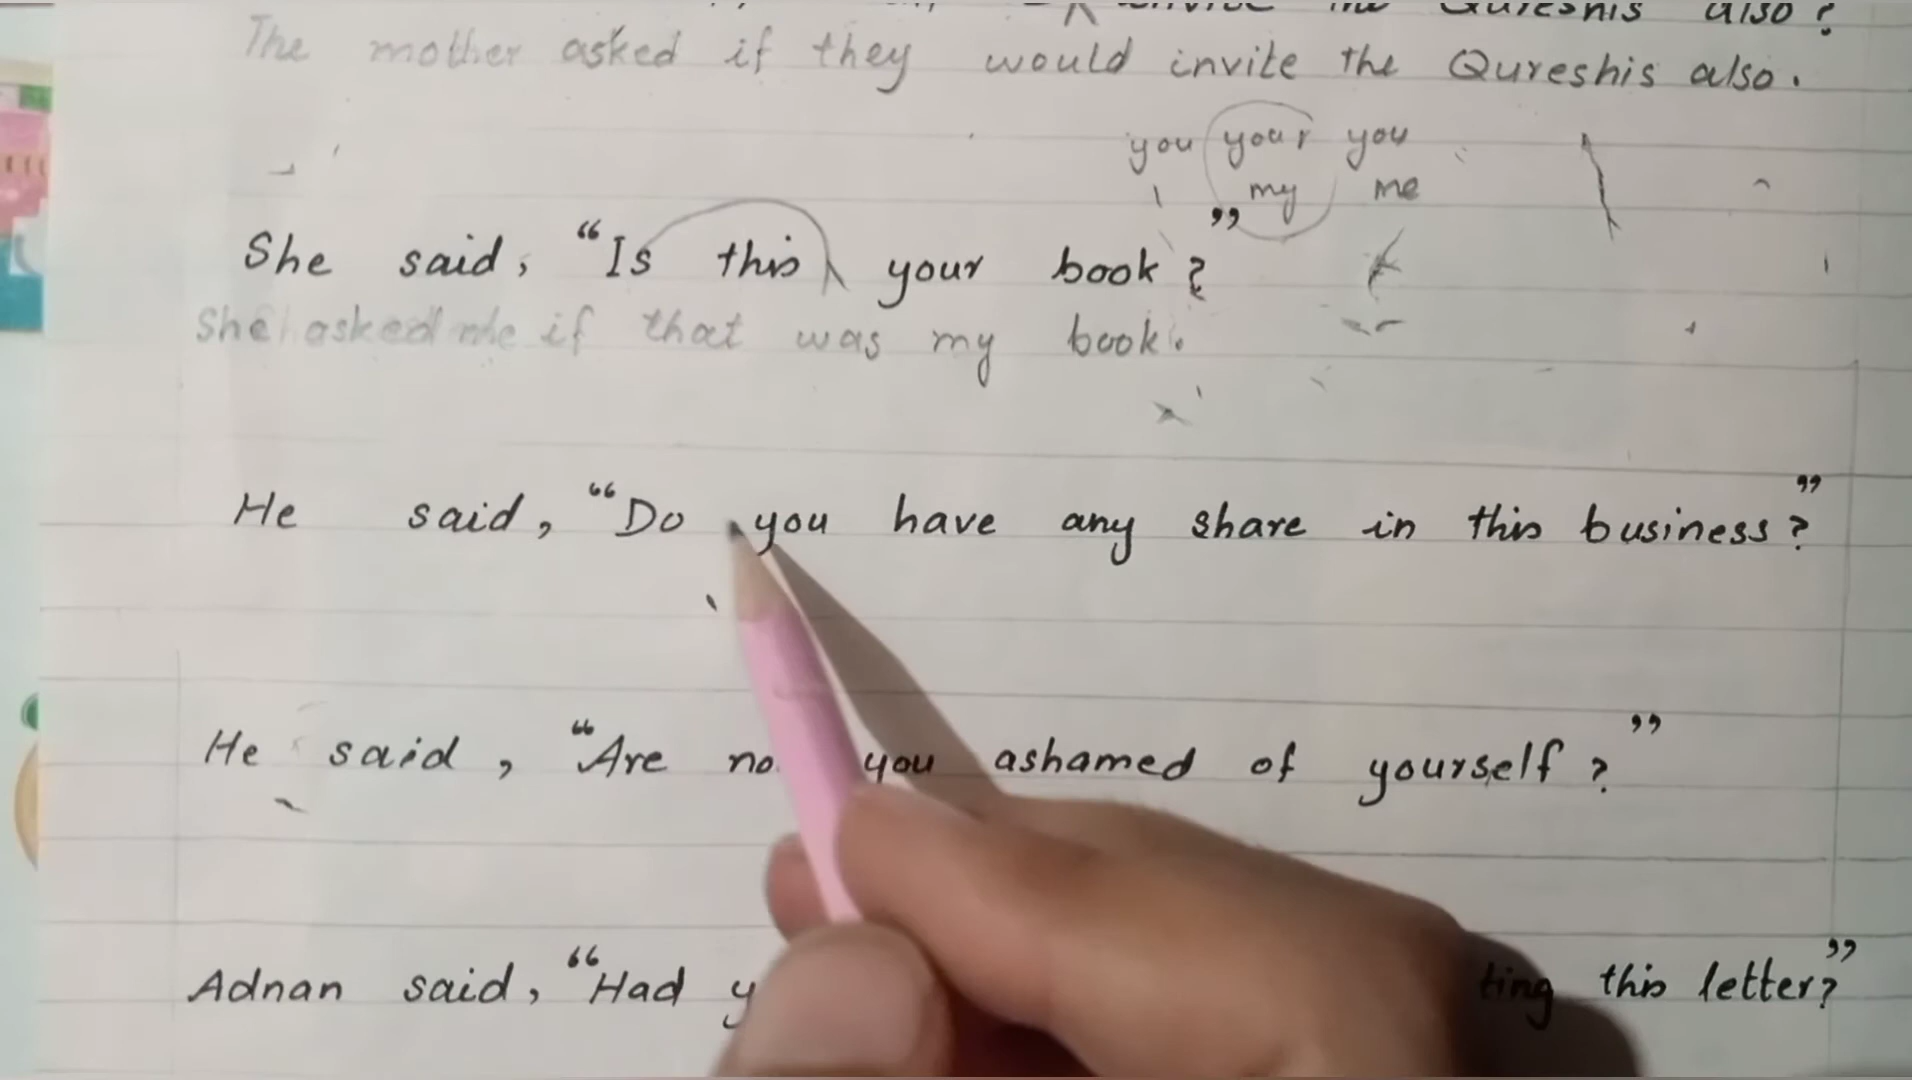 Qureshis also?
The mother asked if they would invite the Qureshis also.
you your you
I my me
She said, "Is this your book?"
She asked me if that was my book.
He said, "Do you have any share in this business?"
He said, "Are you ashamed of yourself?"
Adnan said, "Had this letter?"